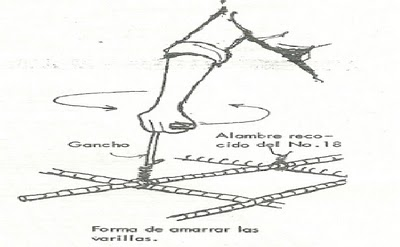 Gancho
Alambre reco-
cido del No. 18
Forma de amarrar las
varillas.